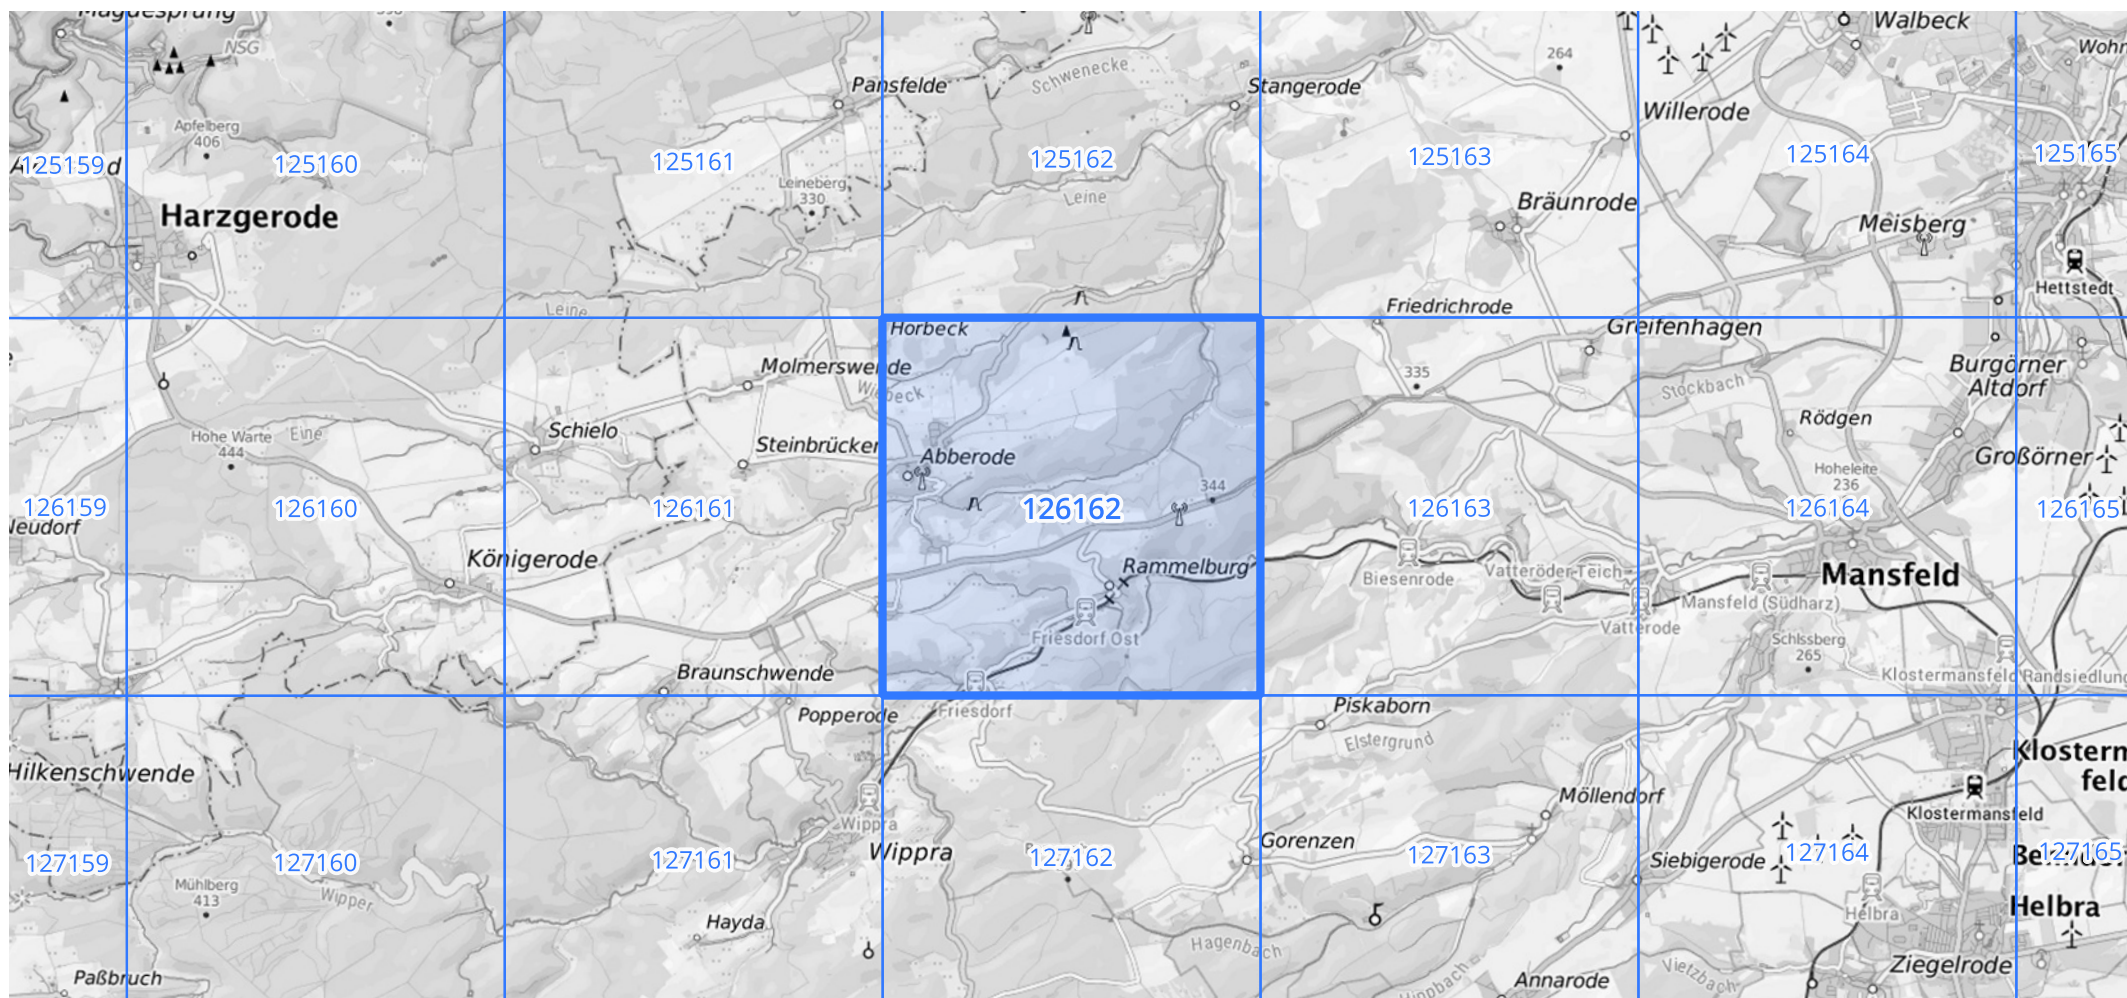 Magdesprung
Walbeck
NSG
264
Pansfelde
Schwenecke
Stangerode
Willerode
Apfelberg
406
125159
125160
125161
125162
125163
125164
125165
Leineberg
330
Leine
Harzgerode
Bräunrode
Meisberg
Hettstedt
Leine
Friedrichrode
Horbeck
Greifenhagen
Molmerswende
335
Stockbach
Burgörner
Altdorf
Rödgen
Hohe Warte
444
Eine
Schielo
Steinbrücken
Abberode
Großörner
Hoheleite
236
344
126159
126160
126161
126162
126163
126164
126165
Neudorf
Königerode
Rammelburg
Biesenrode
Vatteröder-Teich
Mansfeld
Mansfeld (Südharz)
Friesdorf Ost
Vatterode
Schlssberg
265
Braunschwende
Klostermansfeld Randsiedlung
Friesdorf
Popperode
Piskaborn
Elstergrund
Hilkenschwende
Möllendorf
Klostermansfeld
Wippra
Wippra
Gorenzen
Siebigerode
127159
127160
127161
127162
127163
127164
127165
Mühlberg
413
Wipper
Hayda
Helbra
Helbra
Hagenbach
Paßbruch
Annarode
Vietzbach
Ziegelrode